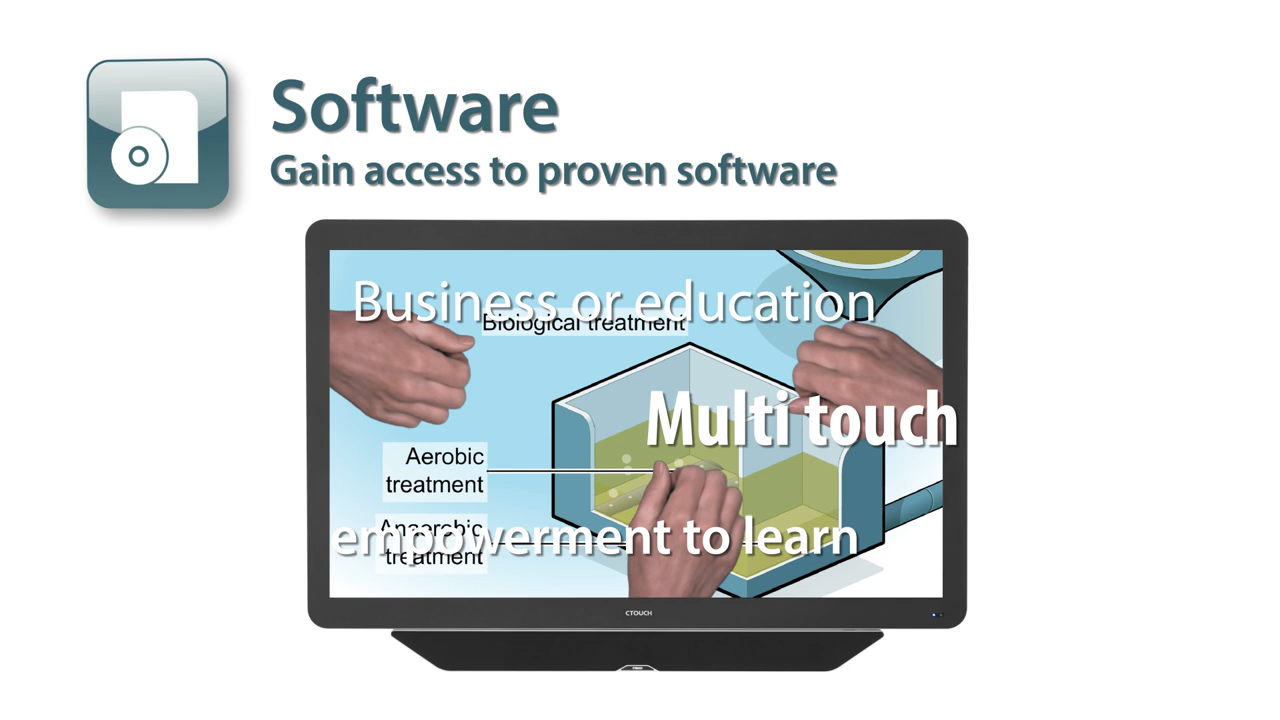 Software
Gain access to proven software
Business or education
Biological treatment
Multi touch
Aerobic
treatment
Anaerobic
empowerment to learn
treatment
CTOUCH